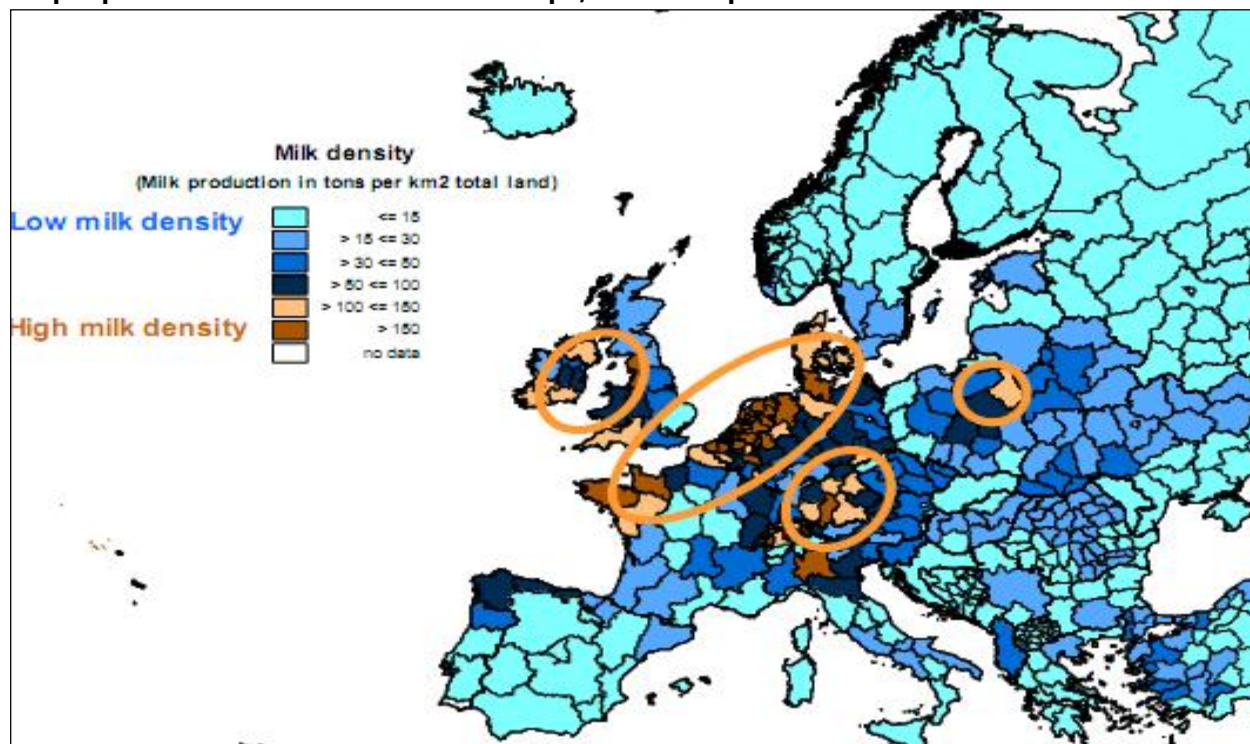 Milk density
(Milk production in tons per km2 total land)
Low milk density
<= 15
> 15 <= 30
> 30 <= 50
> 50 <= 100
High milk density
> 100 <= 150
> 150
no data